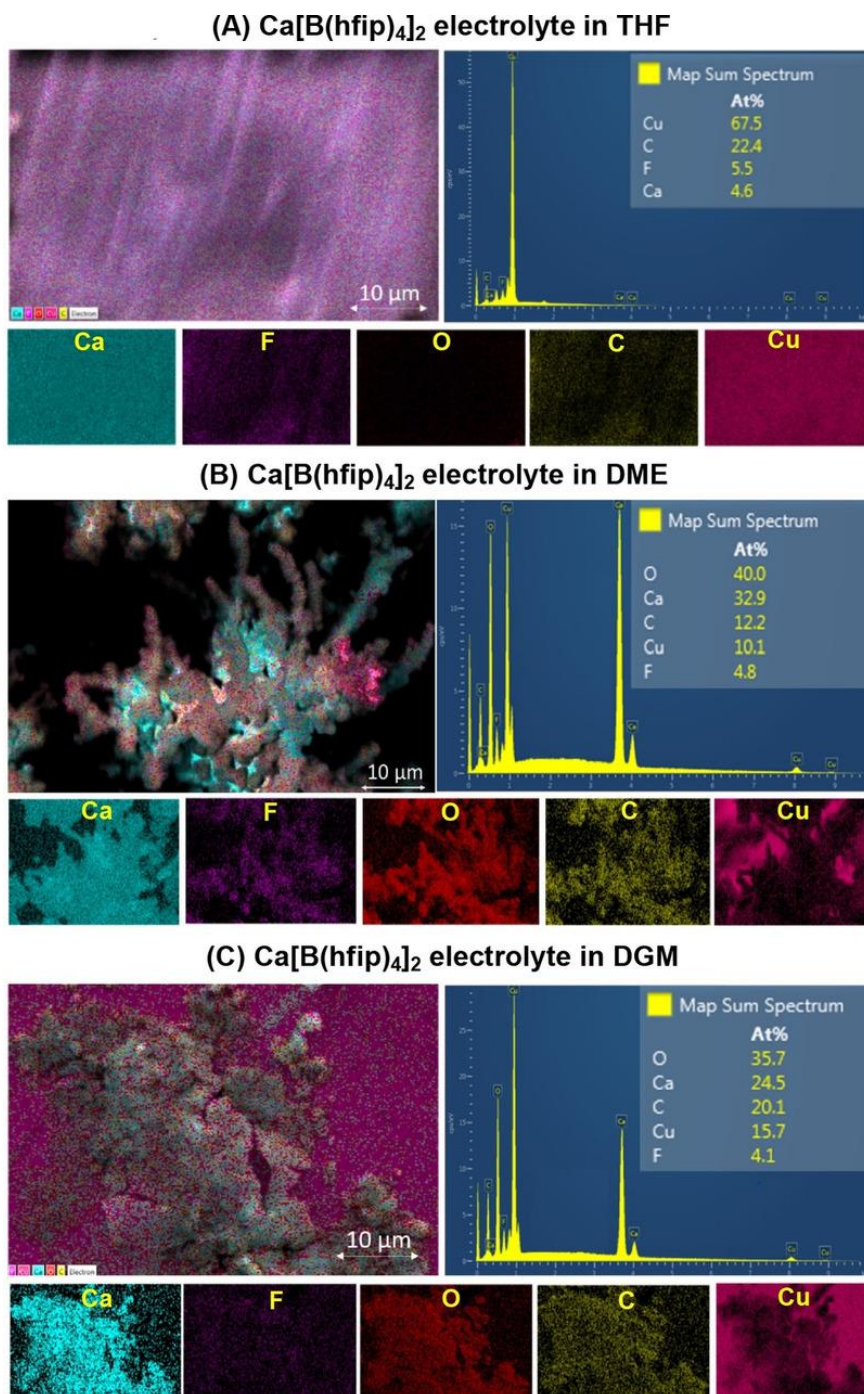 (A) Ca[B(hfip)₄]₂ electrolyte in THF
Map Sum Spectrum
At%
Cu 67.5
C 22.4
F 5.5
Ca 4.6
10 µm
Electron
Ca F O C Cu
(B) Ca[B(hfip)₄]₂ electrolyte in DME
Map Sum Spectrum
At%
O 40.0
Ca 32.9
C 12.2
Cu 10.1
F 4.8
10 µm
Ca F O C Cu
(C) Ca[B(hfip)₄]₂ electrolyte in DGM
Map Sum Spectrum
At%
O 35.7
Ca 24.5
C 20.1
Cu 15.7
F 4.1
10 µm
Electron
Ca F O C Cu